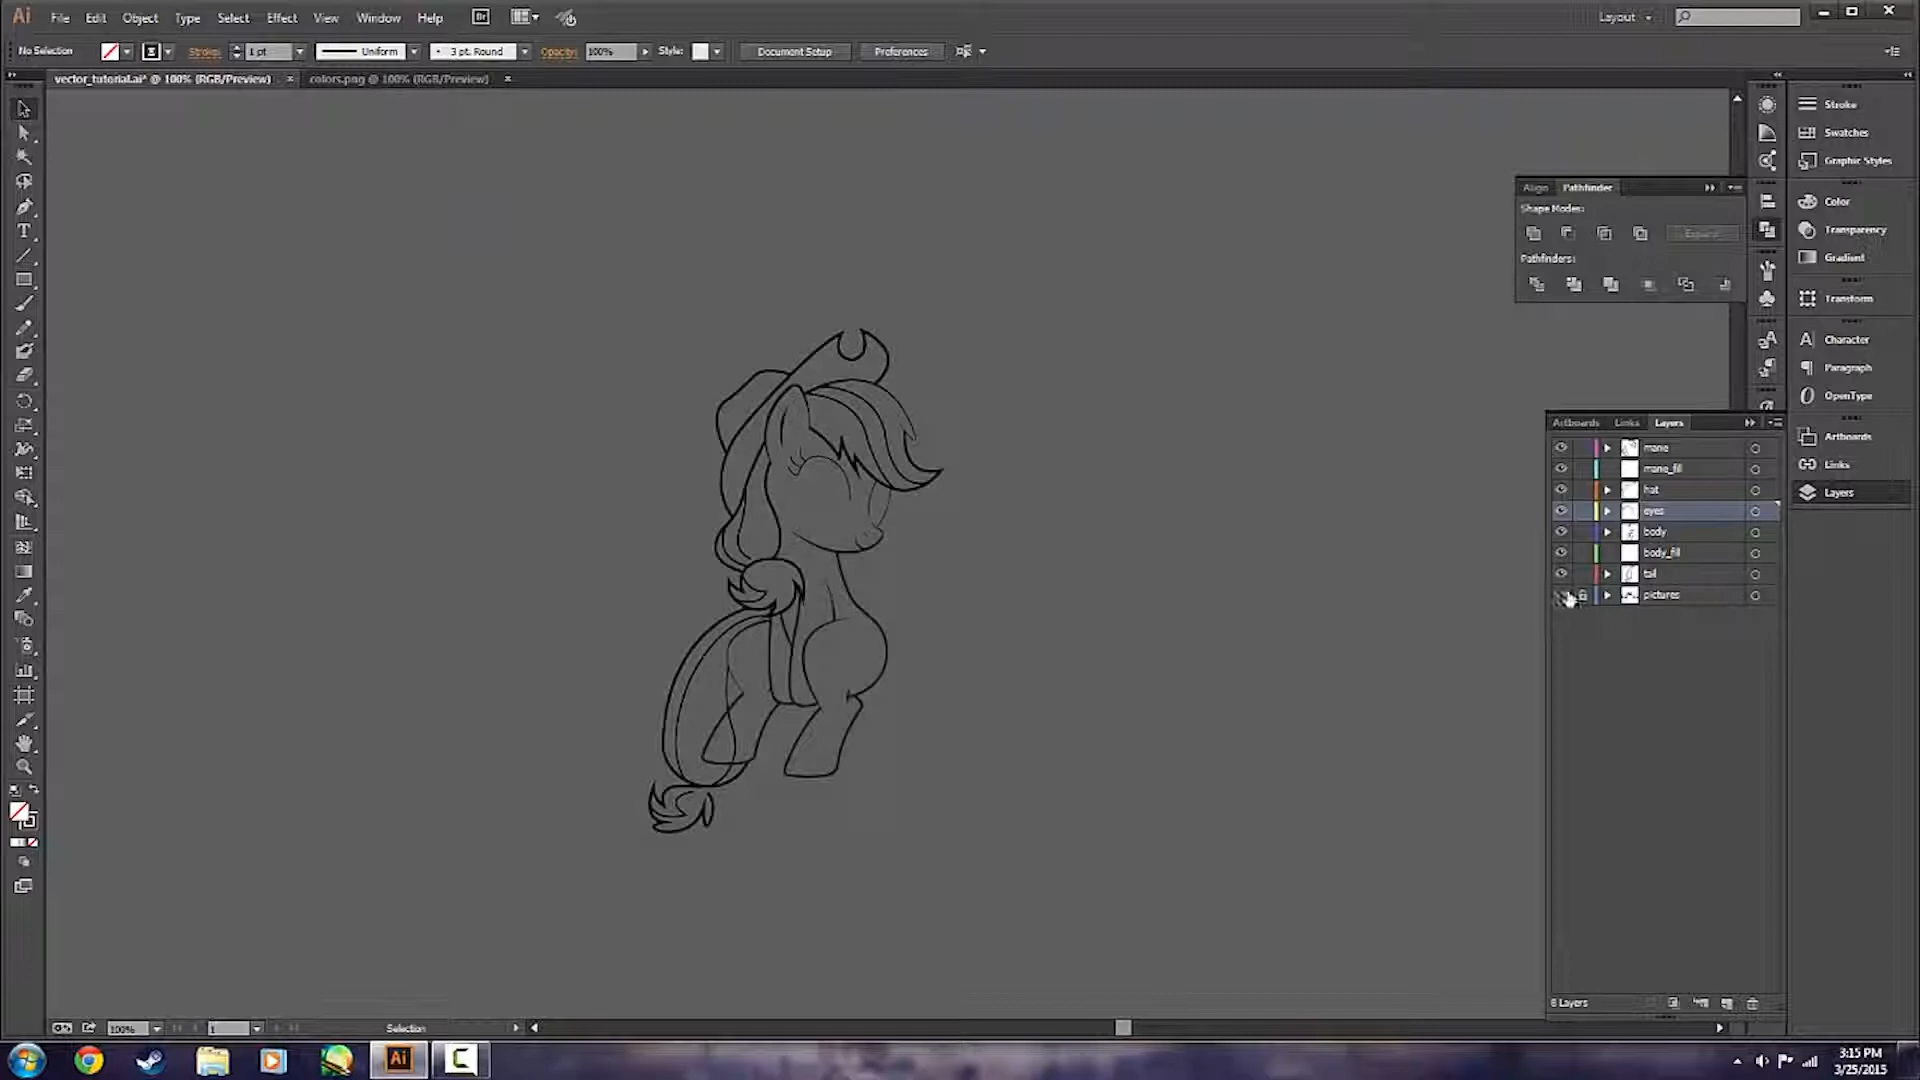 Ai File Edit Object Type Select Effect View Window Help Br Layout
No Selection Stroke: 1 pt Uniform 3 pt. Round Opacity: 100% Style: Document Setup Preferences
vector_tutorial.ai* @ 100% (RGB/Preview) × colors.png @ 100% (RGB/Preview) ×
Stroke
Swatches
Graphic Styles
Align Pathfinder
Shape Modes:
Expand
Pathfinders:
Color
Transparency
Gradient
Transform
Character
Paragraph
OpenType
Artboards
Links
Layers
Artboards Links Layers
mane
mane_fill
hat
eyes
body
body_fill
tail
pictures
8 Layers
100% 1 Selection
Ai
3:15 PM
3/25/2015